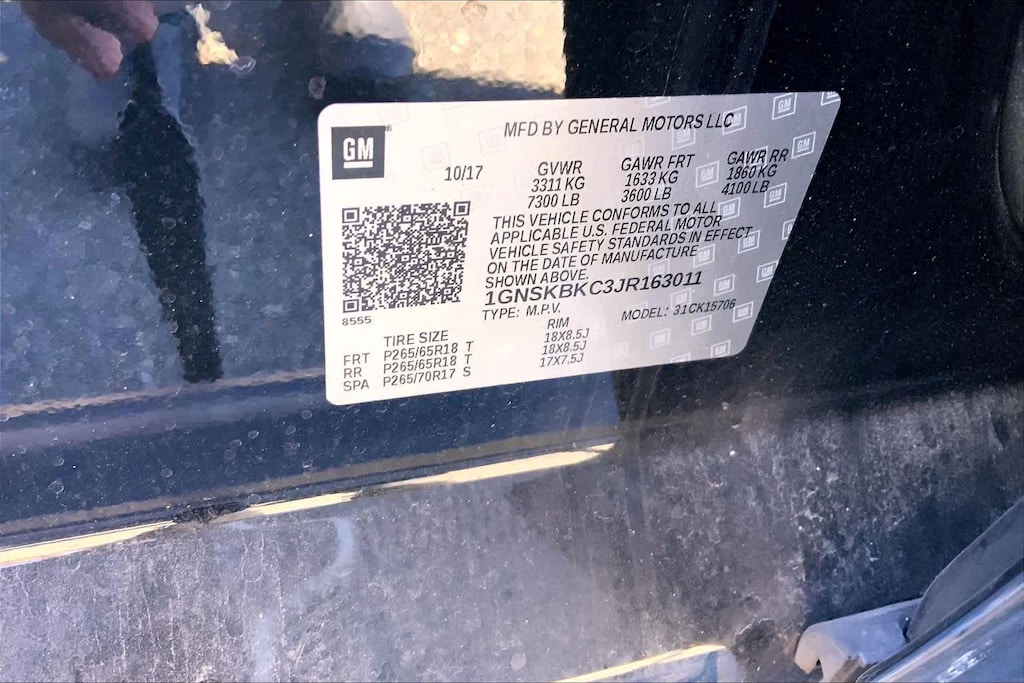 GM
MFD BY GENERAL MOTORS LLC
10/17
GVWR GAWR FRT GAWR RR
3311 KG 1633 KG 1860 KG
7300 LB 3600 LB 4100 LB
THIS VEHICLE CONFORMS TO ALL
APPLICABLE U.S. FEDERAL MOTOR
VEHICLE SAFETY STANDARDS IN EFFECT
ON THE DATE OF MANUFACTURE
SHOWN ABOVE.
1GNSKBKC3JR163011
8555
TYPE: M.P.V. MODEL: 31CK15706
TIRE SIZE RIM
FRT P265/65R18 T 18X8.5J
RR P265/65R18 T 18X8.5J
SPA P265/70R17 S 17X7.5J